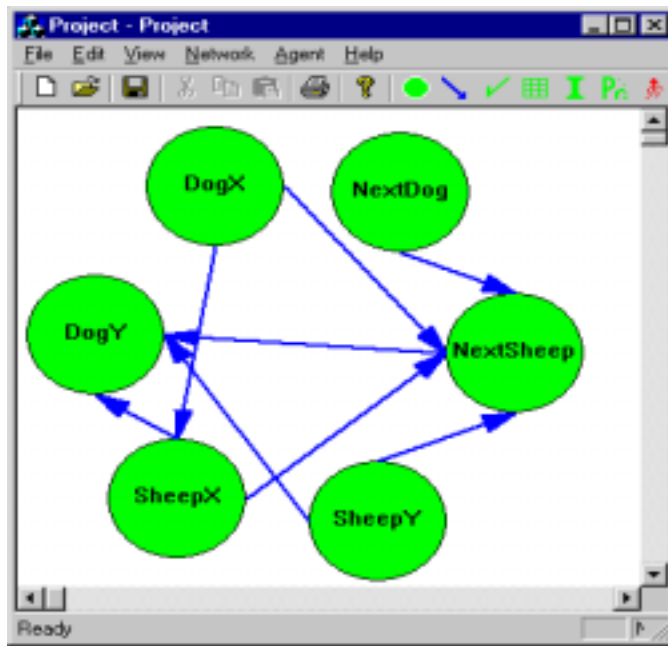 Project - Project
File Edit View Network Agent Help
DogX
NextDog
DogY
NextSheep
SheepX
SheepY
Ready